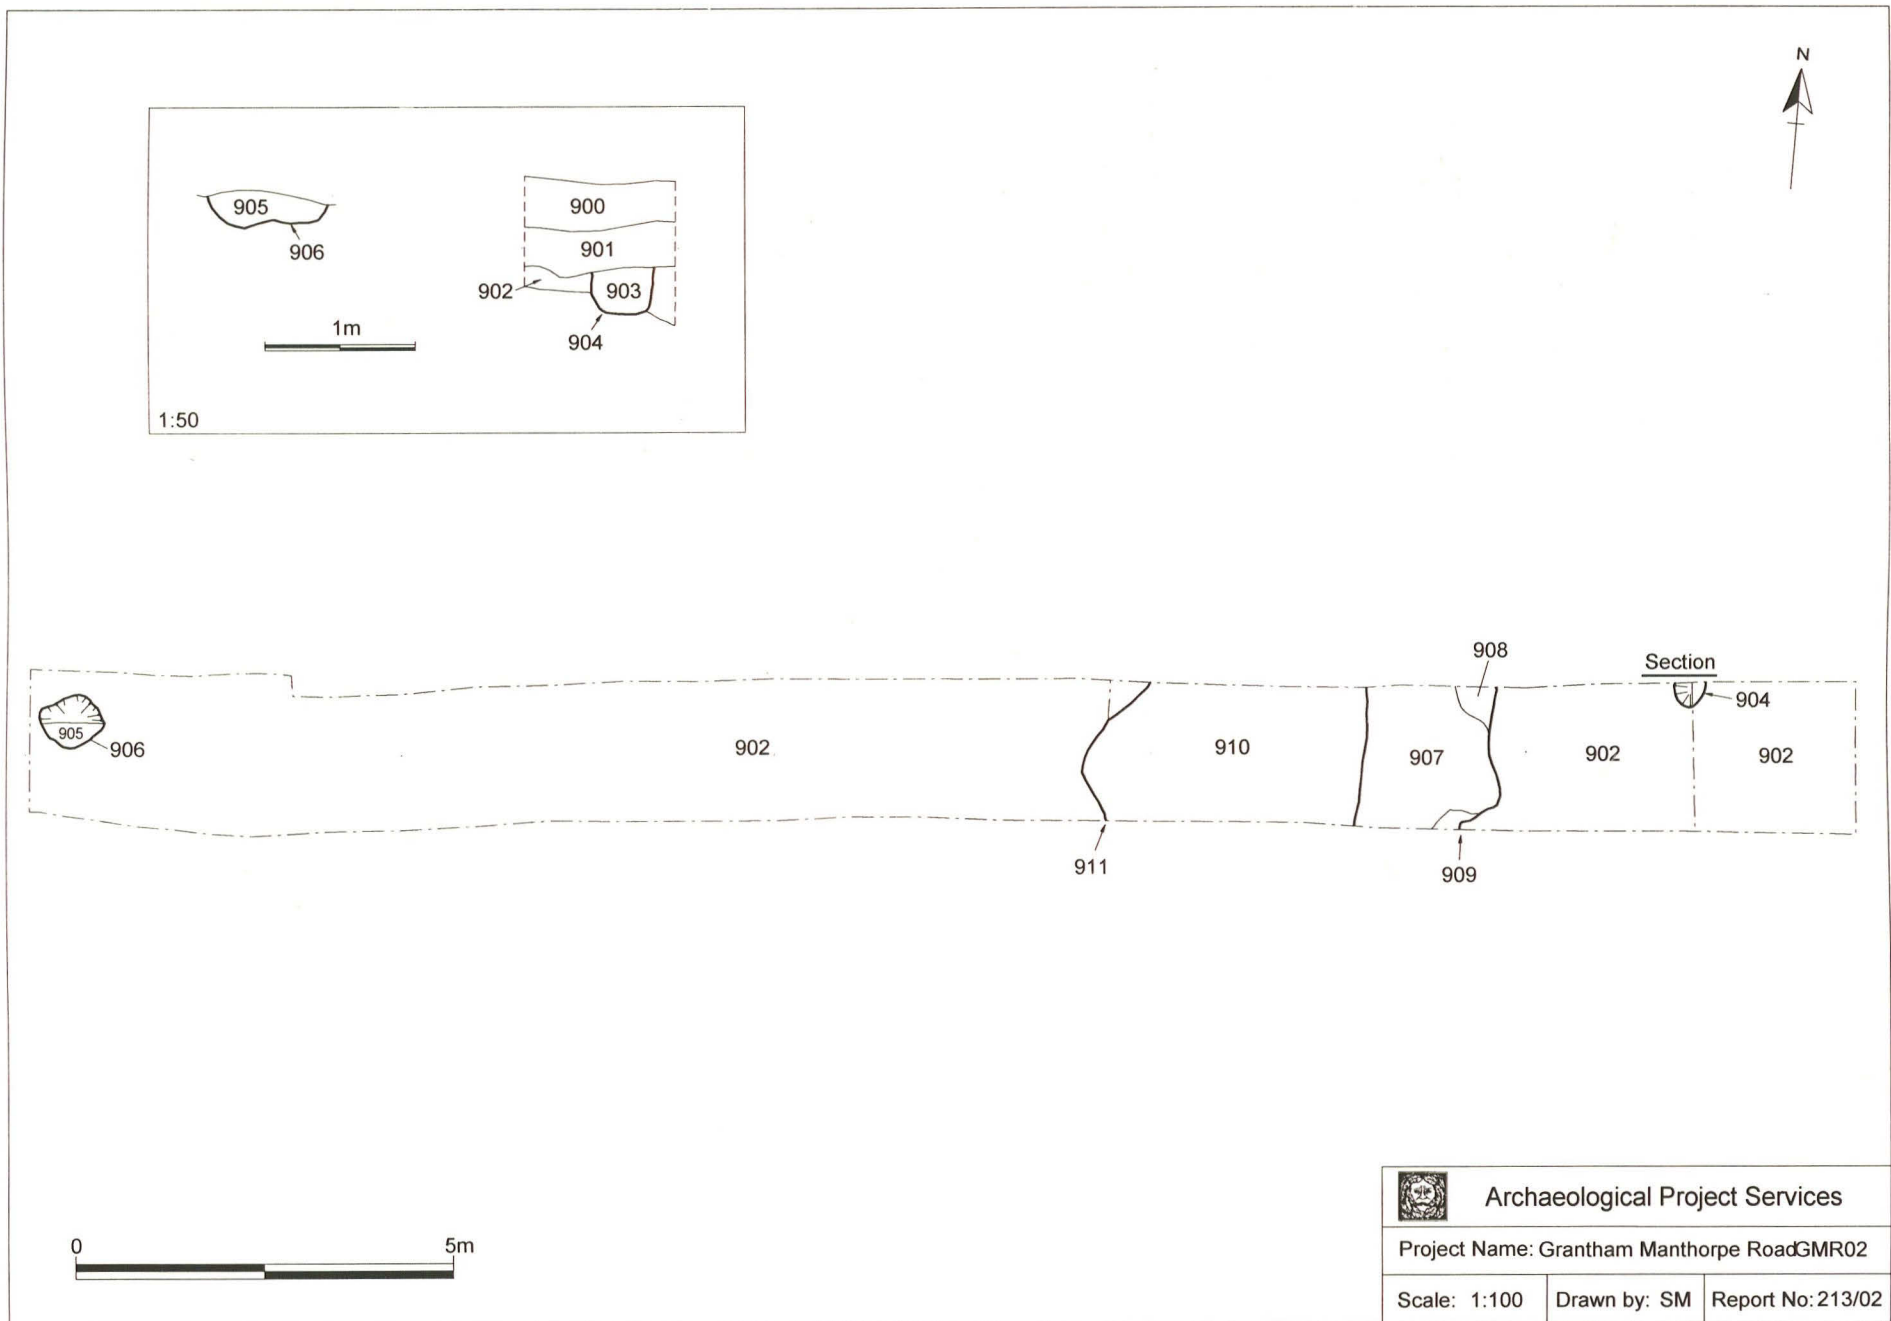 N
905
906
900
901
902
903
904
1m
1:50
908
Section
904
905
906
902
910
907
902
902
911
909
0 5m
Archaeological Project Services
Project Name: Grantham Manthorpe RoadGMR02
Scale: 1:100 Drawn by: SM Report No: 213/02